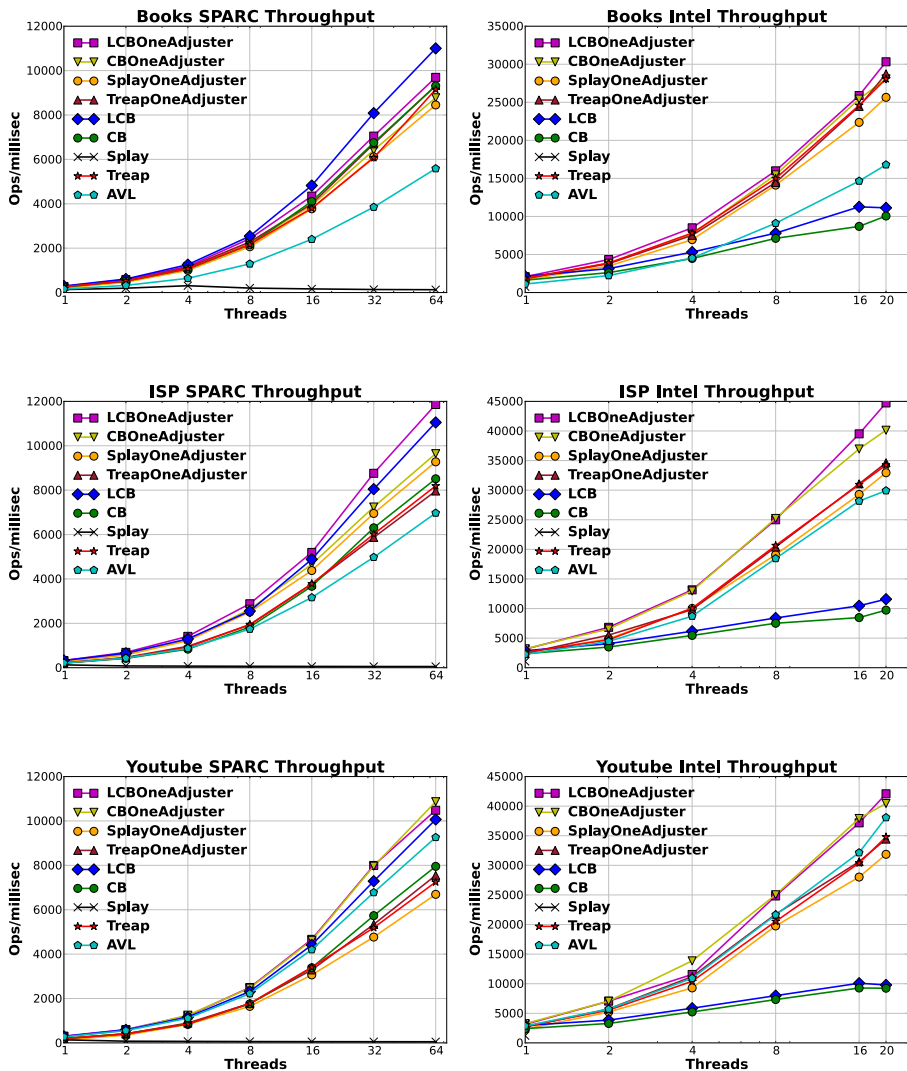 Books SPARC Throughput
12000
10000
8000
6000
4000
2000
0
Ops/millisec
LCBOneAdjuster
CBOneAdjuster
SplayOneAdjuster
TreapOneAdjuster
LCB
CB
Splay
Treap
AVL
1 2 4 8 16 32 64
Threads
Books Intel Throughput
35000
30000
25000
20000
15000
10000
5000
0
Ops/millisec
LCBOneAdjuster
CBOneAdjuster
SplayOneAdjuster
TreapOneAdjuster
LCB
CB
Splay
Treap
AVL
1 2 4 8 16 20
Threads
ISP SPARC Throughput
12000
10000
8000
6000
4000
2000
0
Ops/millisec
LCBOneAdjuster
CBOneAdjuster
SplayOneAdjuster
TreapOneAdjuster
LCB
CB
Splay
Treap
AVL
1 2 4 8 16 32 64
Threads
ISP Intel Throughput
45000
40000
35000
30000
25000
20000
15000
10000
5000
0
Ops/millisec
LCBOneAdjuster
CBOneAdjuster
SplayOneAdjuster
TreapOneAdjuster
LCB
CB
Splay
Treap
AVL
1 2 4 8 16 20
Threads
Youtube SPARC Throughput
12000
10000
8000
6000
4000
2000
0
Ops/millisec
LCBOneAdjuster
CBOneAdjuster
SplayOneAdjuster
TreapOneAdjuster
LCB
CB
Splay
Treap
AVL
1 2 4 8 16 32 64
Threads
Youtube Intel Throughput
45000
40000
35000
30000
25000
20000
15000
10000
5000
0
Ops/millisec
LCBOneAdjuster
CBOneAdjuster
SplayOneAdjuster
TreapOneAdjuster
LCB
CB
Splay
Treap
AVL
1 2 4 8 16 20
Threads